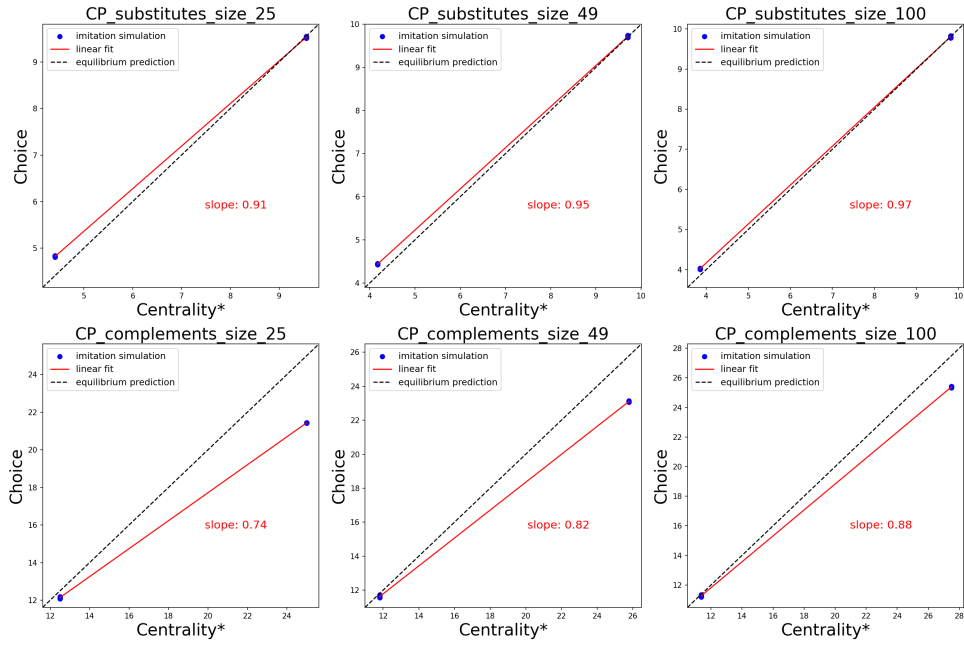 CP_substitutes_size_25
imitation simulation
linear fit
equilibrium prediction
9
8
7
6
5
Choice
slope: 0.91
5 6 7 8 9
Centrality*
CP_substitutes_size_49
imitation simulation
linear fit
equilibrium prediction
10
9
8
7
6
5
4
Choice
slope: 0.95
4 5 6 7 8 9 10
Centrality*
CP_substitutes_size_100
imitation simulation
linear fit
equilibrium prediction
10
9
8
7
6
5
4
Choice
slope: 0.97
4 5 6 7 8 9 10
Centrality*
CP_complements_size_25
imitation simulation
linear fit
equilibrium prediction
24
22
20
18
16
14
12
Choice
slope: 0.74
12 14 16 18 20 22 24
Centrality*
CP_complements_size_49
imitation simulation
linear fit
equilibrium prediction
26
24
22
20
18
16
14
12
Choice
slope: 0.82
12 14 16 18 20 22 24 26
Centrality*
CP_complements_size_100
imitation simulation
linear fit
equilibrium prediction
28
26
24
22
20
18
16
14
12
Choice
slope: 0.88
12 14 16 18 20 22 24 26 28
Centrality*